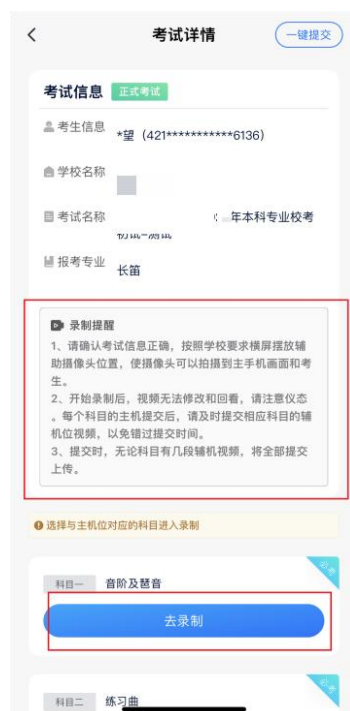 考试详情
一键提交
考试信息 正式考试
考生信息 *望（421***********6136）
学校名称
考试名称 年本科专业校考
报考专业 长笛
录制提醒
1、请确认考试信息正确，按照学校要求横屏摆放辅
助摄像头位置，使摄像头可以拍摄到主手机画面和考
生。
2、开始录制后，视频无法修改和回看，请注意仪态
。每个科目的主机提交后，请及时提交相应科目的辅
机位视频，以免错过提交时间。
3、提交时，无论科目有几段辅机视频，将全部提交
上传。
选择与主机位对应的科目进入录制
必考
科目一 音阶及琶音
去录制
必考
科目二 练习曲